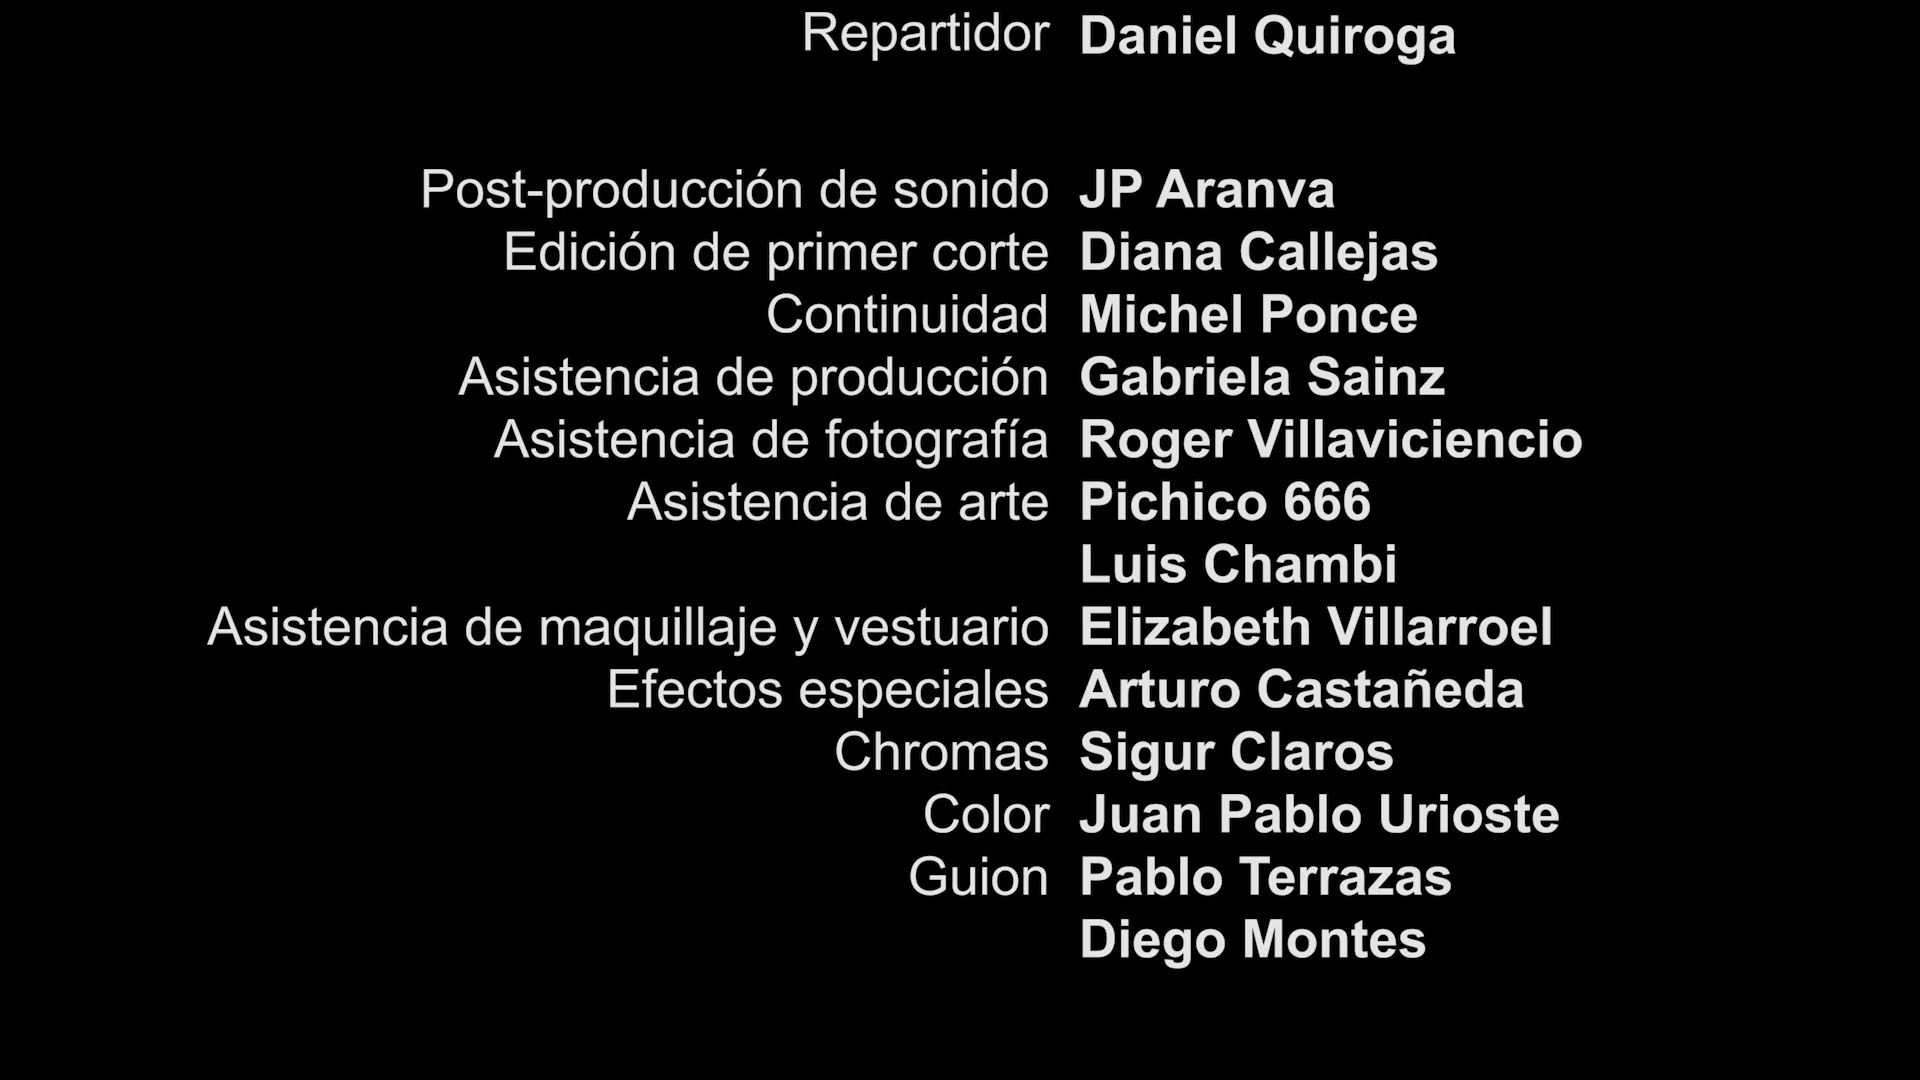 Repartidor Daniel Quiroga
Post-producción de sonido JP Aranva
Edición de primer corte Diana Callejas
Continuidad Michel Ponce
Asistencia de producción Gabriela Sainz
Asistencia de fotografía Roger Villaviciencio
Asistencia de arte Pichico 666
Luis Chambi
Asistencia de maquillaje y vestuario Elizabeth Villarroel
Efectos especiales Arturo Castañeda
Chromas Sigur Claros
Color Juan Pablo Urioste
Guion Pablo Terrazas
Diego Montes